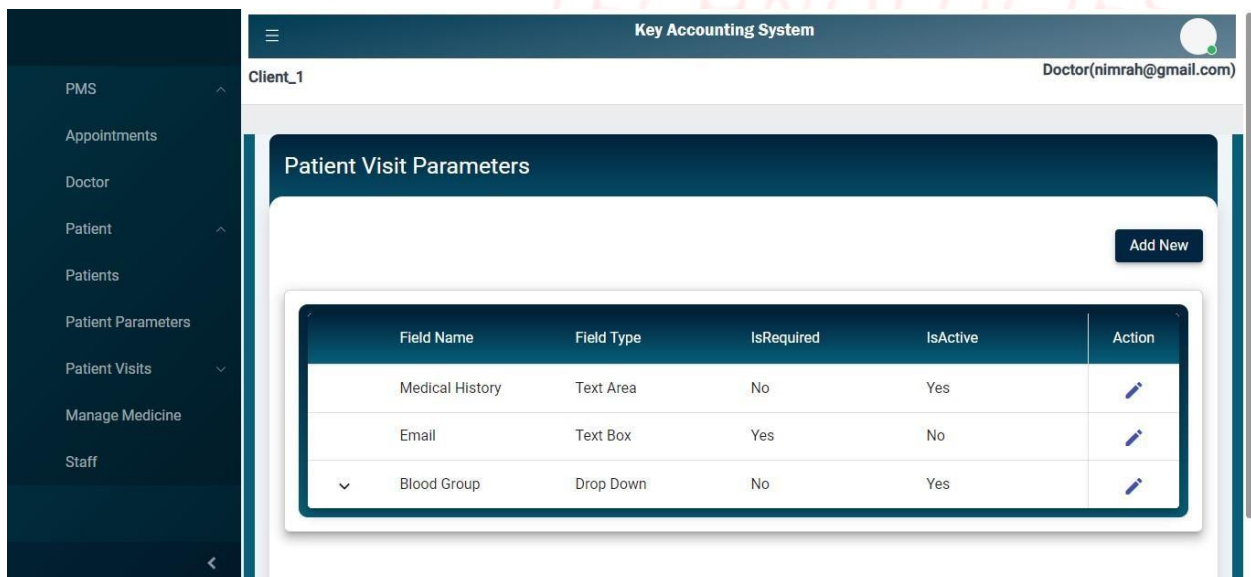 Key Accounting System
Client_1
Doctor(nimrah@gmail.com)
PMS
Appointments
Doctor
Patient
Patients
Patient Parameters
Patient Visits
Manage Medicine
Staff
Patient Visit Parameters
Add New
Field Name Field Type IsRequired IsActive Action
Medical History Text Area No Yes
Email Text Box Yes No
Blood Group Drop Down No Yes